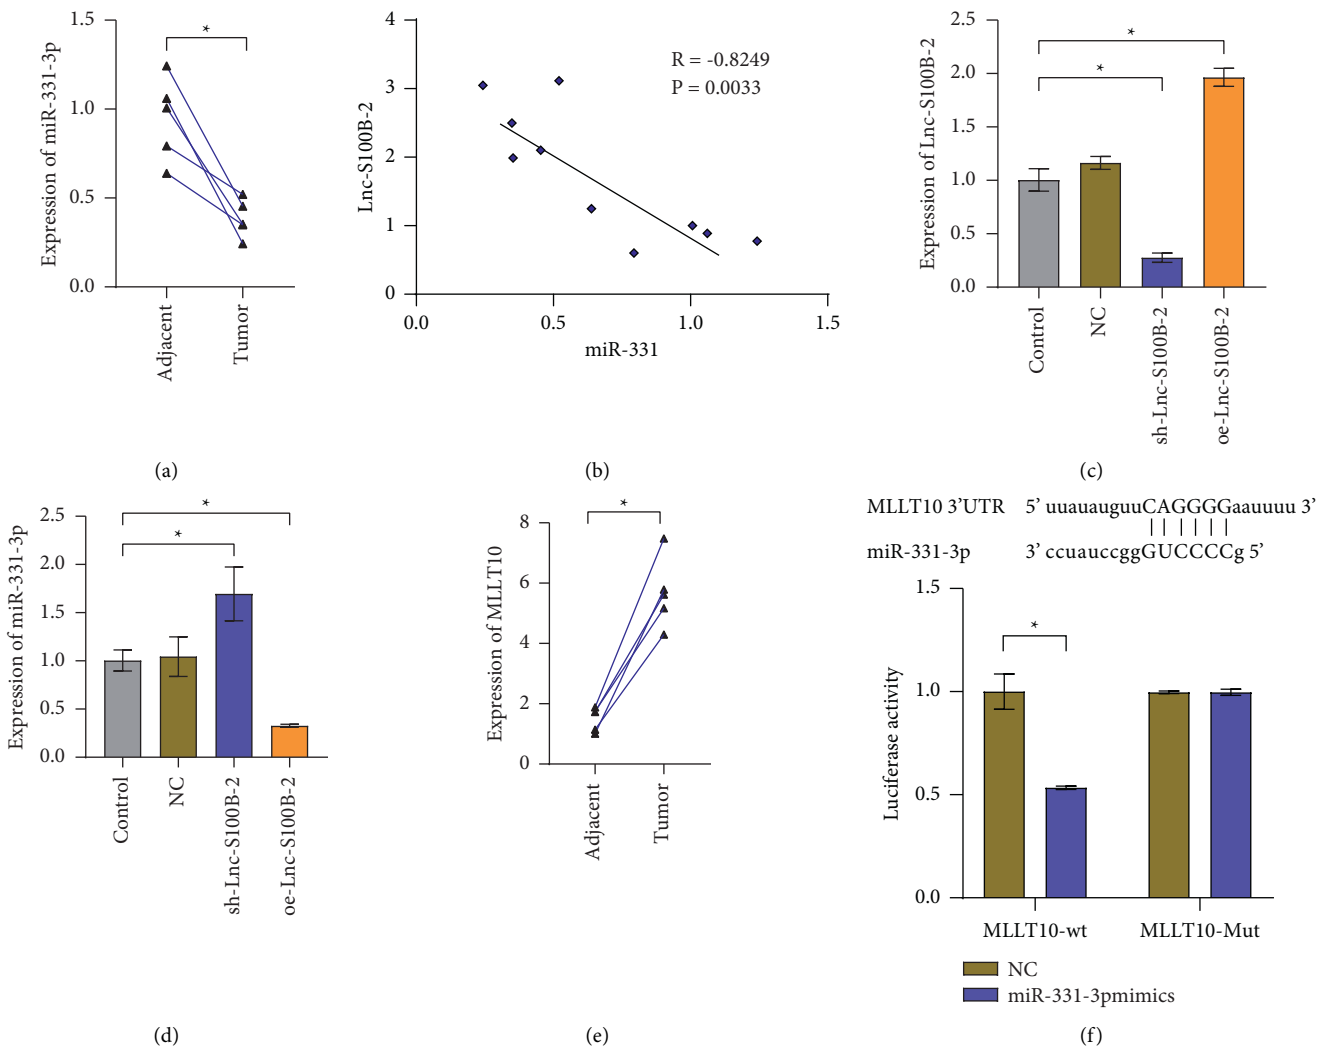 Expression of miR-331-3p
1.5
1.0
0.5
0.0
*
Adjacent
Tumor
(a)
Lnc-S100B-2
4
3
2
1
0
R = -0.8249
P = 0.0033
0.0
0.5
1.0
1.5
miR-331
(b)
Expression of Lnc-S100B-2
2.5
2.0
1.5
1.0
0.5
0.0
*
*
Control
NC
sh-Lnc-S100B-2
oe-Lnc-S100B-2
(c)
Expression of miR-331-3p
2.5
2.0
1.5
1.0
0.5
0.0
*
*
Control
NC
sh-Lnc-S100B-2
oe-Lnc-S100B-2
(d)
Expression of MLLT10
8
6
4
2
0
*
Adjacent
Tumor
(e)
MLLT10 3’UTR 5’ uuauauguuCAGGGGaauuuu 3’
miR-331-3p 3’ ccuauccggGUCCCCg 5’
Luciferase activity
1.5
1.0
0.5
0.0
*
MLLT10-wt
MLLT10-Mut
NC
miR-331-3pmimics
(f)